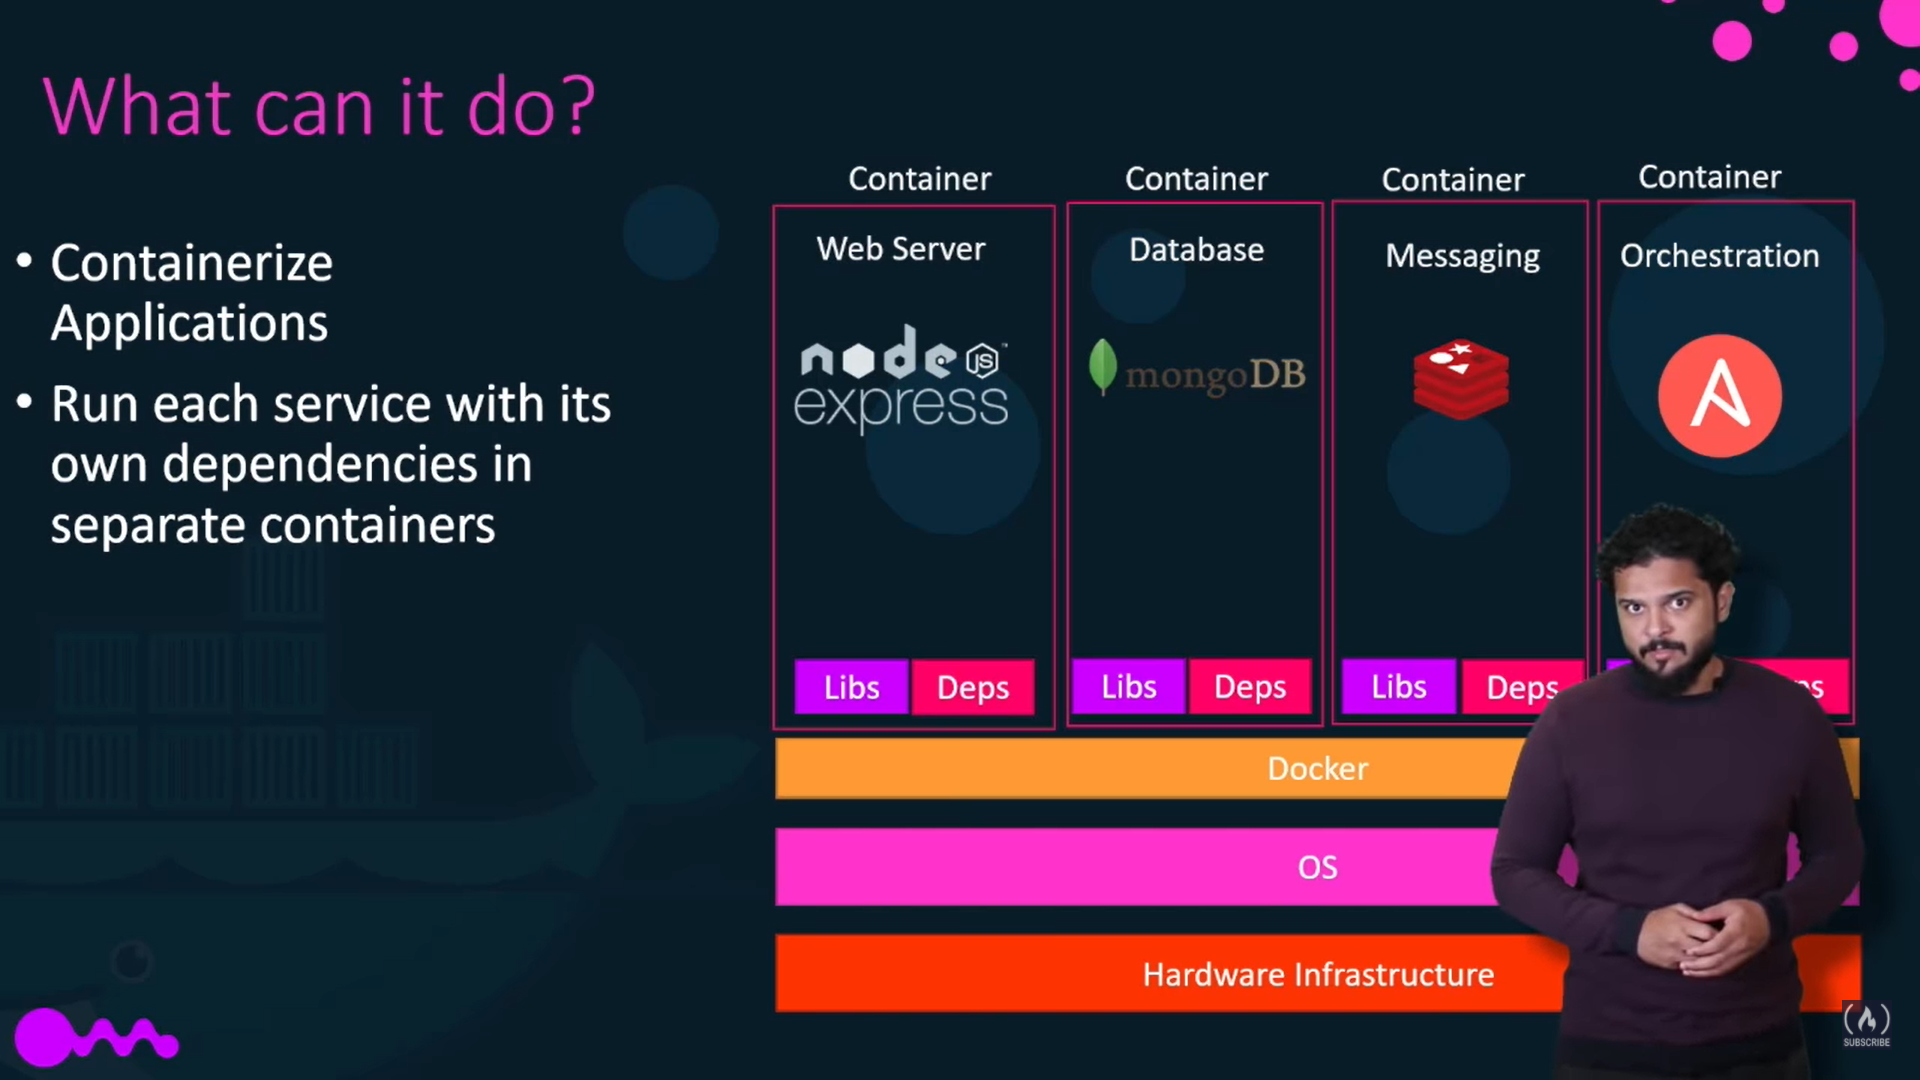 What can it do?
• Containerize
Applications
• Run each service with its
own dependencies in
separate containers
Container
Container
Container
Container
Web Server
Database
Messaging
Orchestration
node JS ™
express
mongoDB
Libs
Deps
Libs
Deps
Libs
Deps
Docker
OS
Hardware Infrastructure
SUBSCRIBE